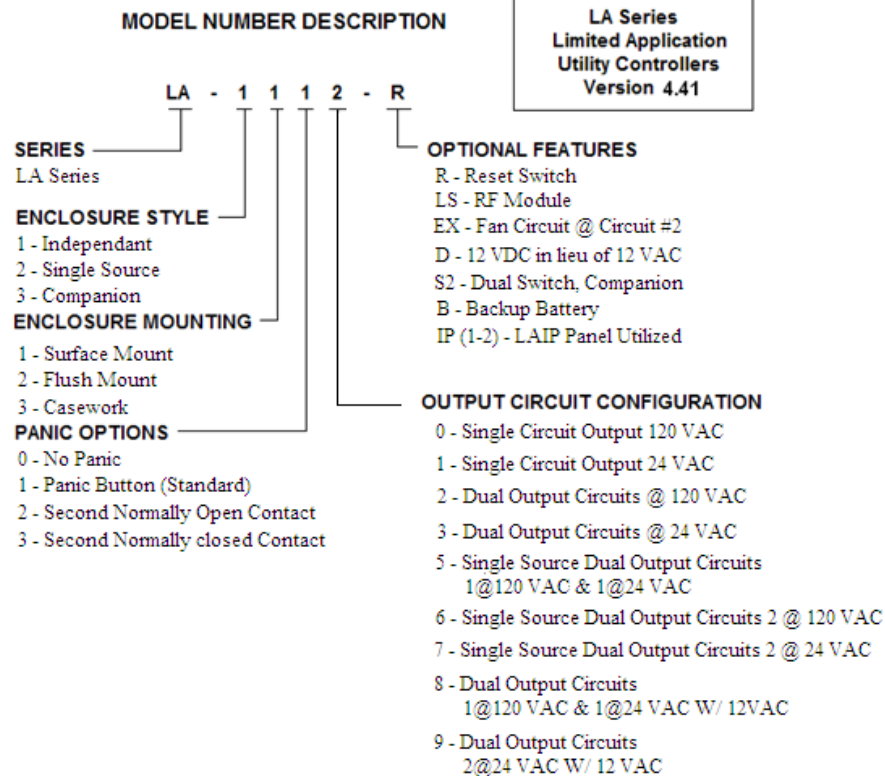 MODEL NUMBER DESCRIPTION
LA Series
Limited Application
Utility Controllers
Version 4.41
LA - 1 1 1 2 - R
SERIES
LA Series
ENCLOSURE STYLE
1 - Independant
2 - Single Source
3 - Companion
ENCLOSURE MOUNTING
1 - Surface Mount
2 - Flush Mount
3 - Casework
PANIC OPTIONS
0 - No Panic
1 - Panic Button (Standard)
2 - Second Normally Open Contact
3 - Second Normally closed Contact
OPTIONAL FEATURES
R - Reset Switch
LS - RF Module
EX - Fan Circuit @ Circuit #2
D - 12 VDC in lieu of 12 VAC
S2 - Dual Switch, Companion
B - Backup Battery
IP (1-2) - LAIP Panel Utilized
OUTPUT CIRCUIT CONFIGURATION
0 - Single Circuit Output 120 VAC
1 - Single Circuit Output 24 VAC
2 - Dual Output Circuits @ 120 VAC
3 - Dual Output Circuits @ 24 VAC
5 - Single Source Dual Output Circuits
1@120 VAC & 1@24 VAC
6 - Single Source Dual Output Circuits 2 @ 120 VAC
7 - Single Source Dual Output Circuits 2 @ 24 VAC
8 - Dual Output Circuits
1@120 VAC & 1@24 VAC W/ 12VAC
9 - Dual Output Circuits
2@24 VAC W/ 12 VAC